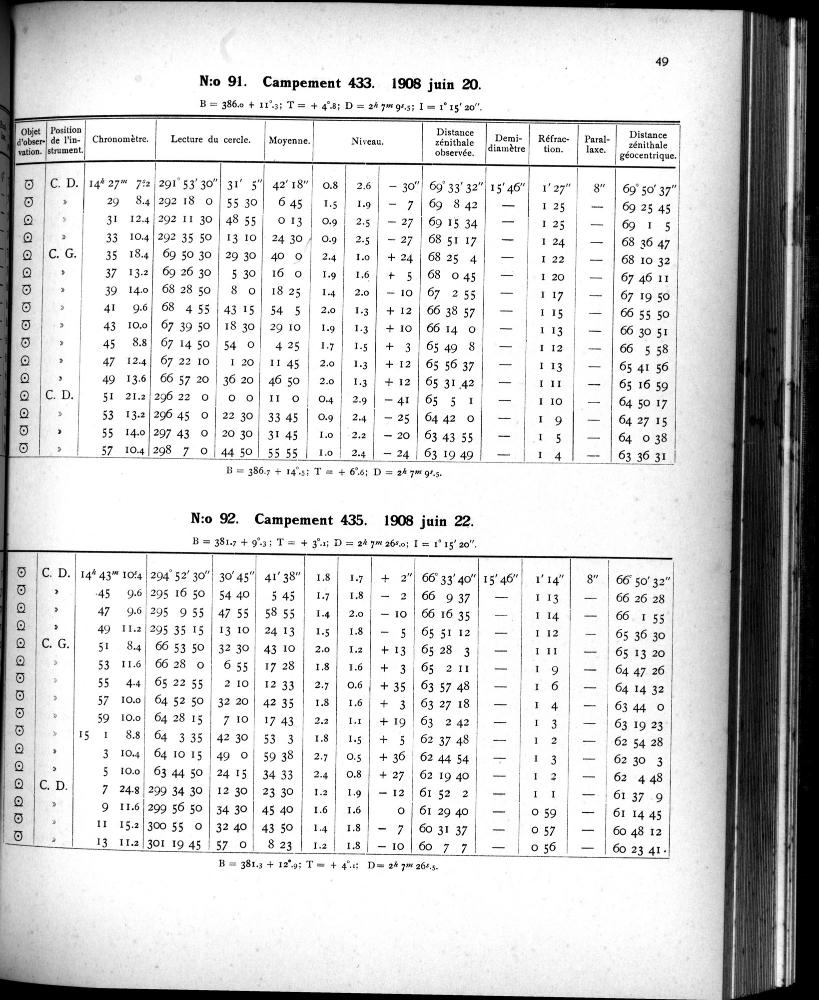 49
N:o 91. Campement 433. 1908 juin 20.
B = 386.0 + 11°.3; T = + 4°.8; D = 2h 7m 9s.5; I = 1° 15' 20".
Objet d'observation. Position de l'instrument. Chronomètre. Lecture du cercle. Moyenne. Niveau. Distance zénithale observée. Demi-diamètre Réfraction. Parallaxe. Distance zénithale géocentrique.
C. D. 14h 27m 7s.2 291° 53' 30" 31' 5" 42' 18" 0.8 2.6 — 30" 69° 33' 32" 15' 46" 1' 27" 8" 69° 50' 37"
» 29 8.4 292 18 0 55 30 6 45 1.5 1.9 — 7 69 8 42 — 1 25 — 69 25 45
» 31 12.4 292 11 30 48 55 0 13 0.9 2.5 — 27 69 15 34 — 1 25 — 69 1 5
» 33 10.4 292 35 50 13 10 24 30 0.9 2.5 — 27 68 51 17 — 1 24 — 68 36 47
C. G. 35 18.4 69 50 30 29 30 40 0 2.4 1.0 + 24 68 25 4 — 1 22 — 68 10 32
» 37 13.2 69 26 30 5 30 16 0 1.9 1.6 + 5 68 0 45 — 1 20 — 67 46 11
» 39 14.0 68 28 50 8 0 18 25 1.4 2.0 — 10 67 2 55 — 1 17 — 67 19 50
» 41 9.6 68 4 55 43 15 54 5 2.0 1.3 + 12 66 38 57 — 1 15 — 66 55 50
» 43 10.0 67 39 50 18 30 29 10 1.9 1.3 + 10 66 14 0 — 1 13 — 66 30 51
» 45 8.8 67 14 50 54 0 4 25 1.7 1.5 + 3 65 49 8 — 1 12 — 66 5 58
» 47 12.4 67 22 10 1 20 11 45 2.0 1.3 + 12 65 56 37 — 1 13 — 65 41 56
» 49 13.6 66 57 20 36 20 46 50 2.0 1.3 + 12 65 31 42 — 1 11 — 65 16 59
C. D. 51 21.2 296 22 0 0 0 11 0 0.4 2.9 — 41 65 5 1 — 1 10 — 64 50 17
» 53 13.2 296 45 0 22 30 33 45 0.9 2.4 — 25 64 42 0 — 1 9 — 64 27 15
» 55 14.0 297 43 0 20 30 31 45 1.0 2.2 — 20 63 43 55 — 1 5 — 64 0 38
» 57 10.4 298 7 0 44 50 55 55 1.0 2.4 — 24 63 19 49 — 1 4 — 63 36 31
B = 386.7 + 14°.5; T = + 6°.6; D = 2h 7m 9s.5.
N:o 92. Campement 435. 1908 juin 22.
B = 381.7 + 9°.3; T = + 3°.1; D = 2h 7m 26s.0; I = 1° 15' 20".
C. D. 14h 43m 10s.4 294° 52' 30" 30' 45" 41' 38" 1.8 1.7 + 2" 66° 33' 40" 15' 46" 1' 14" 8" 66° 50' 32"
» 45 9.6 295 16 50 54 40 5 45 1.7 1.8 — 2 66 9 37 — 1 13 — 66 26 28
» 47 9.6 295 9 55 47 55 58 55 1.4 2.0 — 10 66 16 35 — 1 14 — 66 1 55
» 49 11.2 295 35 15 13 10 24 13 1.5 1.8 — 5 65 51 12 — 1 12 — 65 36 30
C. G. 51 8.4 66 53 50 32 30 43 10 2.0 1.2 + 13 65 28 3 — 1 11 — 65 13 20
» 53 11.6 66 28 0 6 55 17 28 1.8 1.6 + 3 65 2 11 — 1 9 — 64 47 26
» 55 4.4 65 22 55 2 10 12 33 2.7 0.6 + 35 63 57 48 — 1 6 — 64 14 32
» 57 10.0 64 52 50 32 20 42 35 1.8 1.6 + 3 63 27 18 — 1 4 — 63 44 0
» 59 10.0 64 28 15 7 10 17 43 2.2 1.1 + 19 63 2 42 — 1 3 — 63 19 23
» 15 1 8.8 64 3 35 42 30 53 3 1.8 1.5 + 5 62 37 48 — 1 2 — 62 54 28
» 3 10.4 64 10 15 49 0 59 38 2.7 0.5 + 36 62 44 54 — 1 3 — 62 30 3
» 5 10.0 63 44 50 24 15 34 33 2.4 0.8 + 27 62 19 40 — 1 2 — 62 4 48
C. D. 7 24.8 299 34 30 12 30 23 30 1.2 1.9 — 12 61 52 2 — 1 1 — 61 37 9
» 9 11.6 299 56 50 34 30 45 40 1.6 1.6 0 61 29 40 — 0 59 — 61 14 45
» 11 15.2 300 55 0 32 40 43 50 1.4 1.8 — 7 60 31 37 — 0 57 — 60 48 12
» 13 11.2 301 19 45 57 0 8 23 1.2 1.8 — 10 60 7 7 — 0 56 — 60 23 41.
B = 381.3 + 12°.9; T = + 4°.1; D = 2h 7m 26s.5.